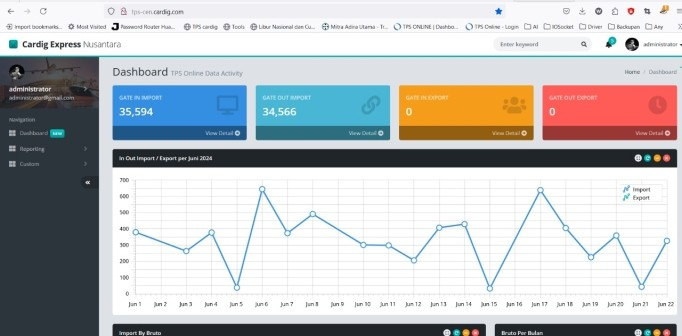 tps-cen.cardig.com
Import bookmarks... Most Visited Password Router Hua... TPS cardig Tools Libur Nasional dan Cu... Mitra Adira Utama - Tr... TPS ONLINE | Dashbo... TPS Online - Login AI IOSocket Driver Backopan Any
Cardig Express Nusantara
Enter keyword
administrator
administrator
administrator@gmail.com
Navigation
Dashboard NEW
Reporting
Custom
Dashboard TPS Online Data Activity
Home / Dashboard
GATE IN IMPORT
35,594
View Detail
GATE OUT IMPORT
34,566
View Detail
GATE IN EXPORT
0
View Detail
GATE OUT EXPORT
0
View Detail
In Out Import / Export per Juni 2024
Import
Export
700
600
500
400
300
200
100
0
Jun 1 Jun 2 Jun 3 Jun 4 Jun 5 Jun 6 Jun 7 Jun 8 Jun 9 Jun 10 Jun 11 Jun 12 Jun 13 Jun 14 Jun 15 Jun 16 Jun 17 Jun 18 Jun 19 Jun 20 Jun 21 Jun 22
Import By Bruto
Bruto Per Bulan